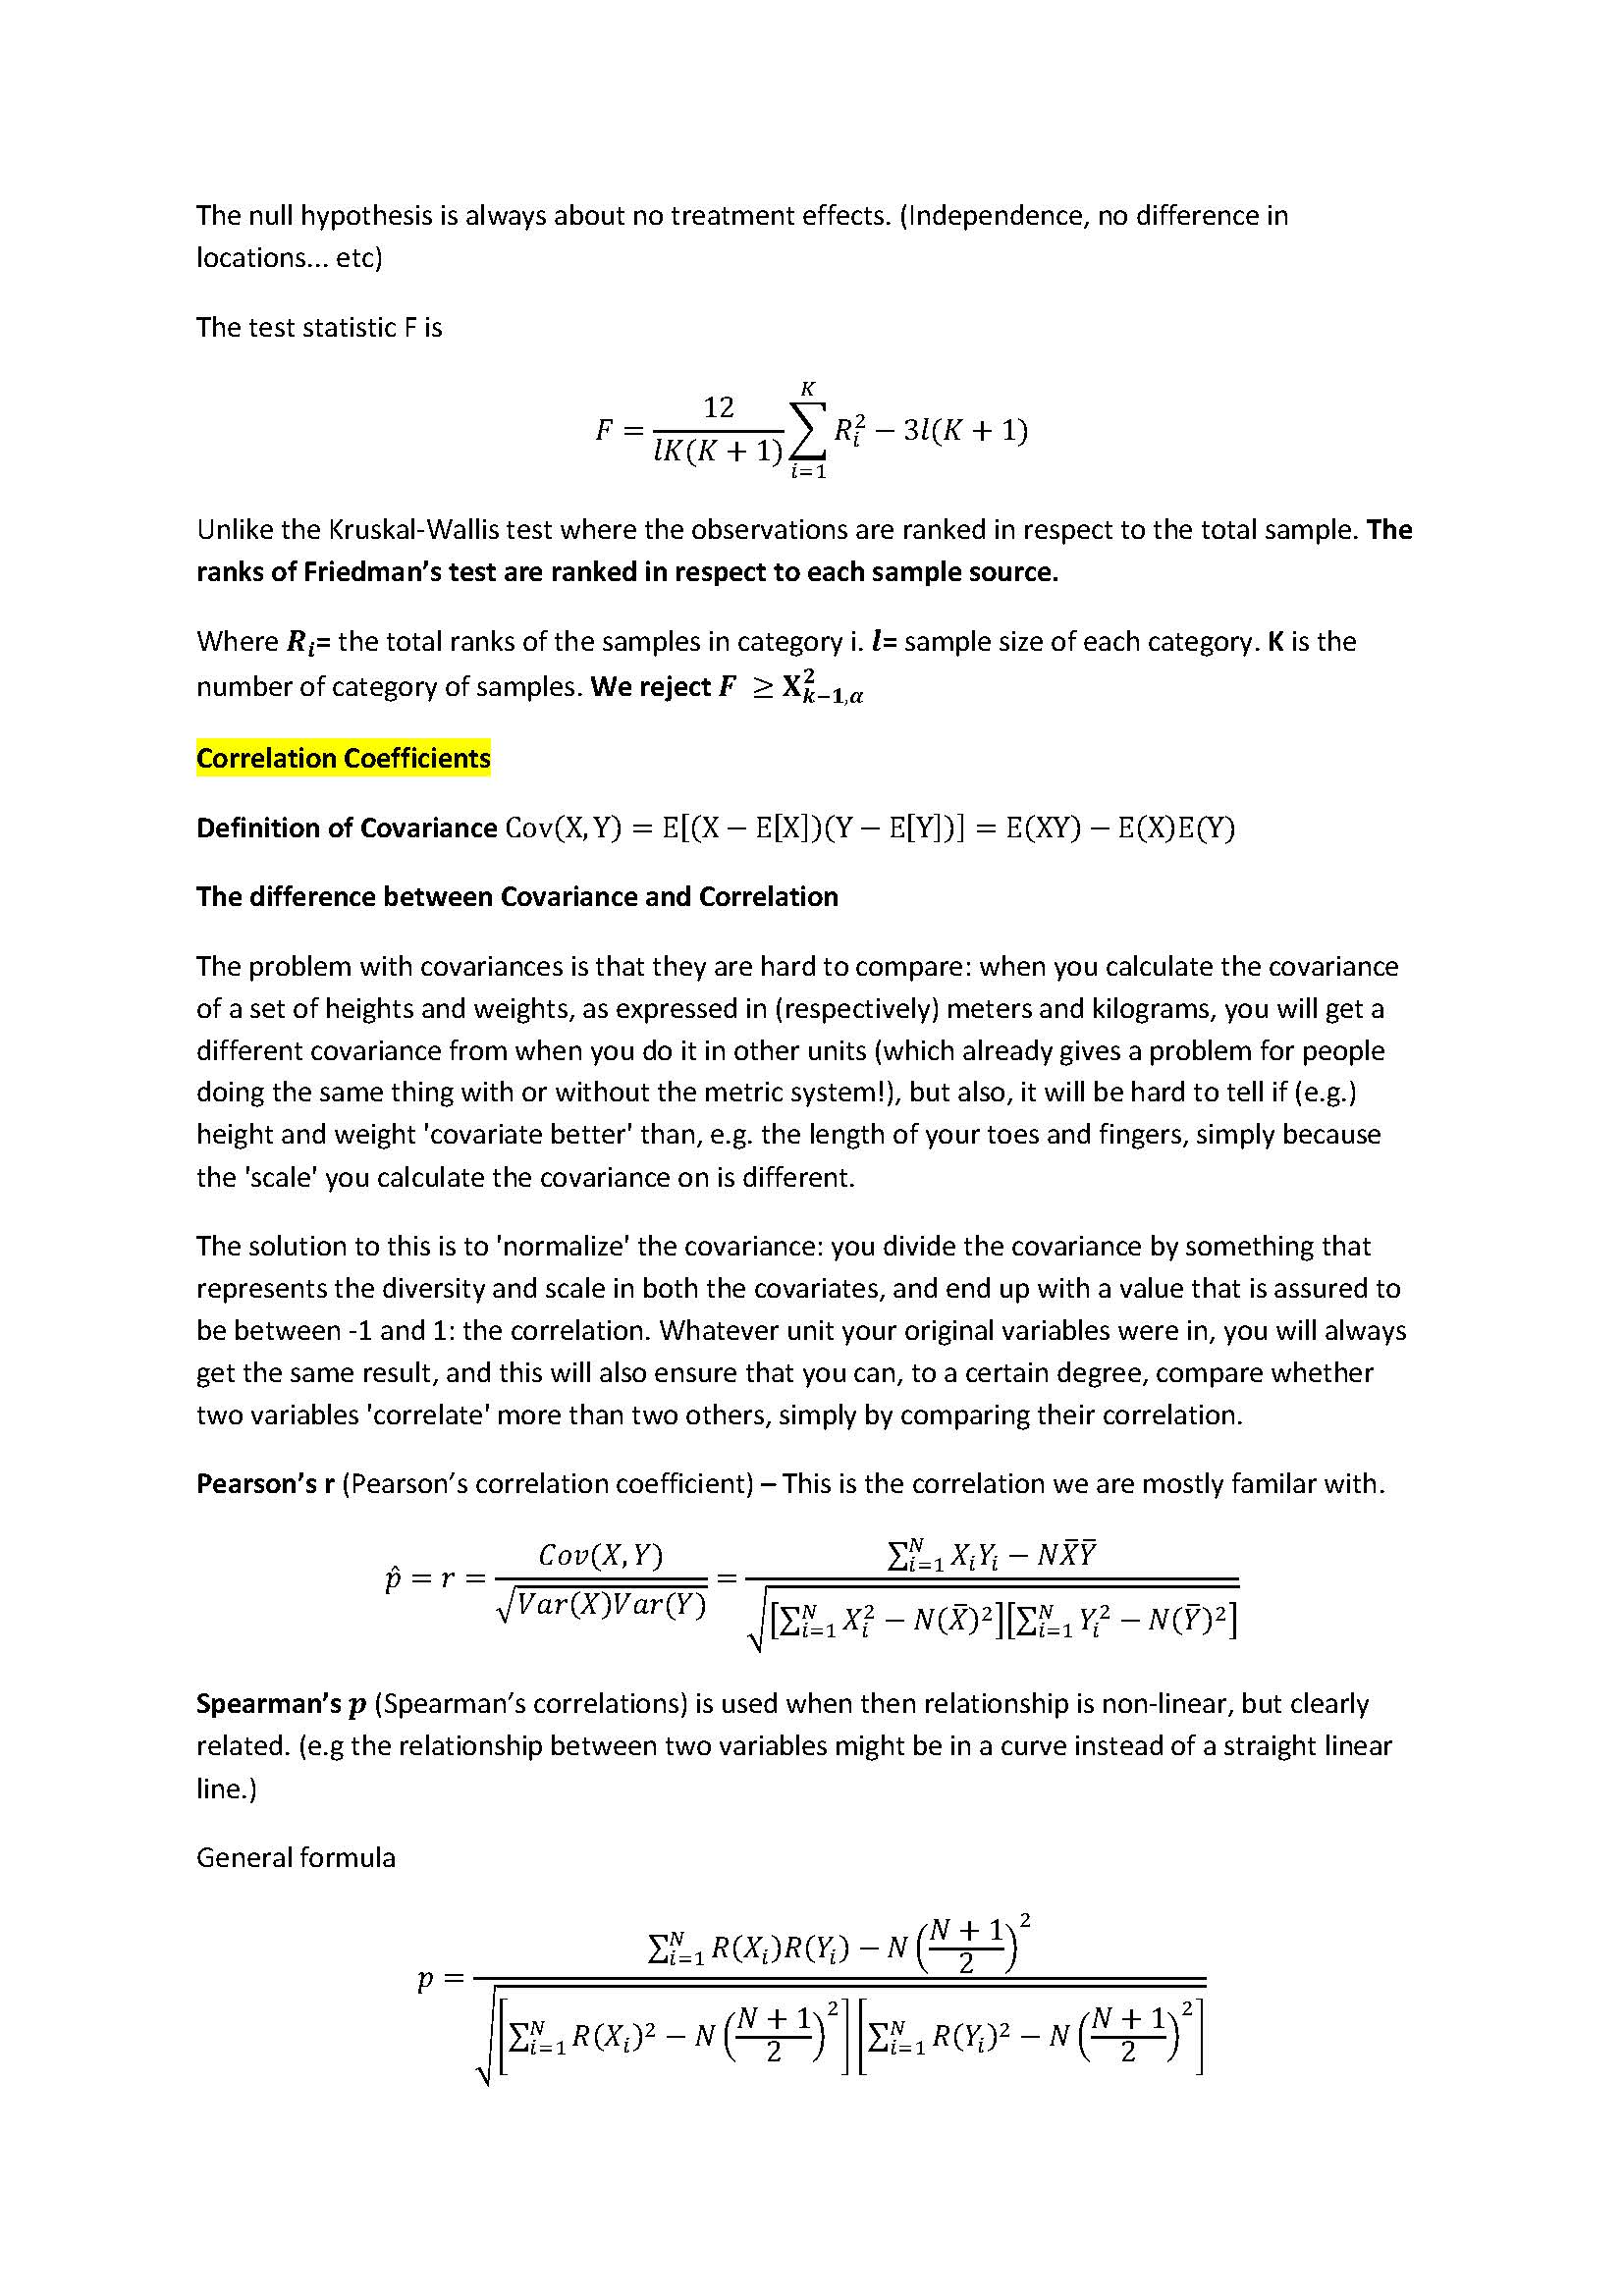 The null hypothesis is always about no treatment effects. (Independence, no difference in
locations... etc)
The test statistic F is
F = \frac{12}{lK(K + 1)} \sum_{i=1}^{K} R_i^2 − 3l(K + 1)
Unlike the Kruskal-Wallis test where the observations are ranked in respect to the total sample. The
ranks of Friedman’s test are ranked in respect to each sample source.
Where R_i= the total ranks of the samples in category i. l= sample size of each category. K is the
number of category of samples. We reject F ≥ X^2_{k−1,α}
Correlation Coefficients
Definition of Covariance Cov(X, Y) = E[(X − E[X])(Y − E[Y])] = E(XY) − E(X)E(Y)
The difference between Covariance and Correlation
The problem with covariances is that they are hard to compare: when you calculate the covariance
of a set of heights and weights, as expressed in (respectively) meters and kilograms, you will get a
different covariance from when you do it in other units (which already gives a problem for people
doing the same thing with or without the metric system!), but also, it will be hard to tell if (e.g.)
height and weight 'covariate better' than, e.g. the length of your toes and fingers, simply because
the 'scale' you calculate the covariance on is different.
The solution to this is to 'normalize' the covariance: you divide the covariance by something that
represents the diversity and scale in both the covariates, and end up with a value that is assured to
be between -1 and 1: the correlation. Whatever unit your original variables were in, you will always
get the same result, and this will also ensure that you can, to a certain degree, compare whether
two variables 'correlate' more than two others, simply by comparing their correlation.
Pearson’s r (Pearson’s correlation coefficient) – This is the correlation we are mostly familar with.
\hat{p} = r = \frac{Cov(X, Y)}{\sqrt{Var(X)Var(Y)}} = \frac{\sum_{i=1}^{N} X_i Y_i − N\bar{X}\bar{Y}}{\sqrt{[\sum_{i=1}^{N} X_i^2 − N(\bar{X})^2][\sum_{i=1}^{N} Y_i^2 − N(\bar{Y})^2]}}
Spearman’s p (Spearman’s correlations) is used when then relationship is non-linear, but clearly
related. (e.g the relationship between two variables might be in a curve instead of a straight linear
line.)
General formula
p = \frac{\sum_{i=1}^{N} R(X_i)R(Y_i) − N(\frac{N + 1}{2})^2}{\sqrt{[\sum_{i=1}^{N} R(X_i)^2 − N(\frac{N + 1}{2})^2][\sum_{i=1}^{N} R(Y_i)^2 − N(\frac{N + 1}{2})^2]}}